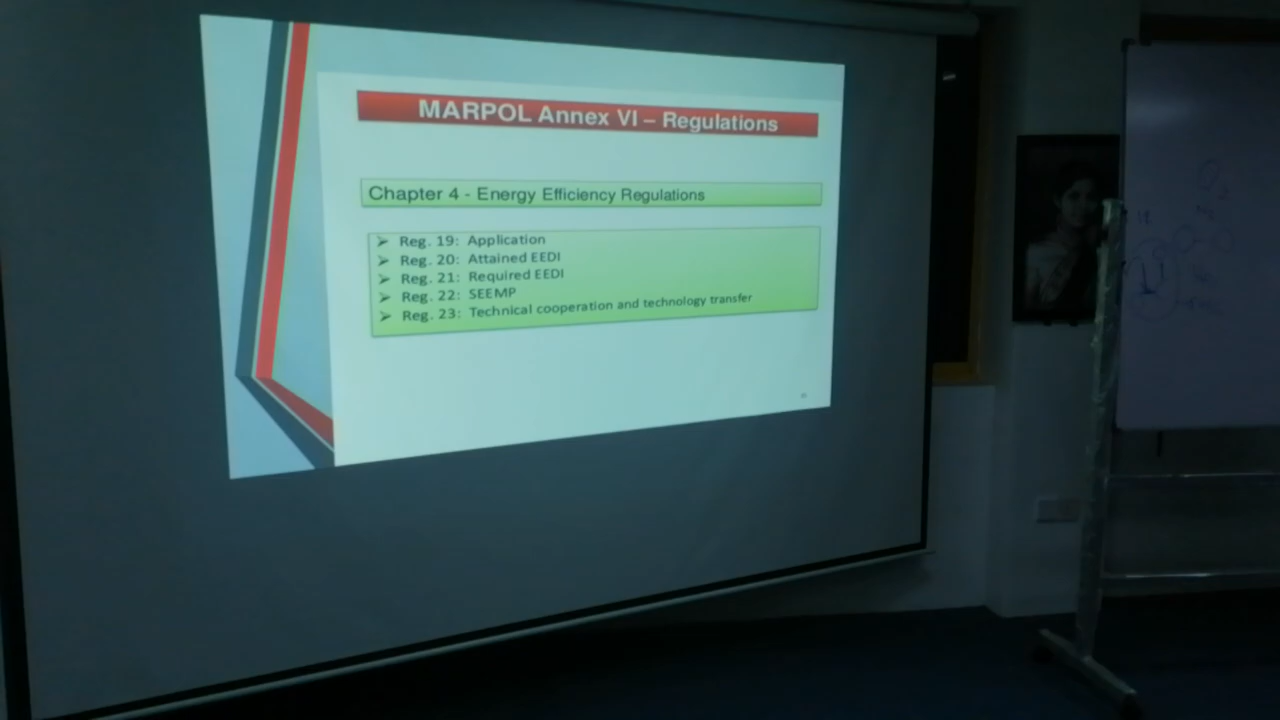 MARPOL Annex VI – Regulations
Chapter 4 - Energy Efficiency Regulations
➢ Reg. 19: Application
➢ Reg. 20: Attained EEDI
➢ Reg. 21: Required EEDI
➢ Reg. 22: SEEMP
➢ Reg. 23: Technical cooperation and technology transfer